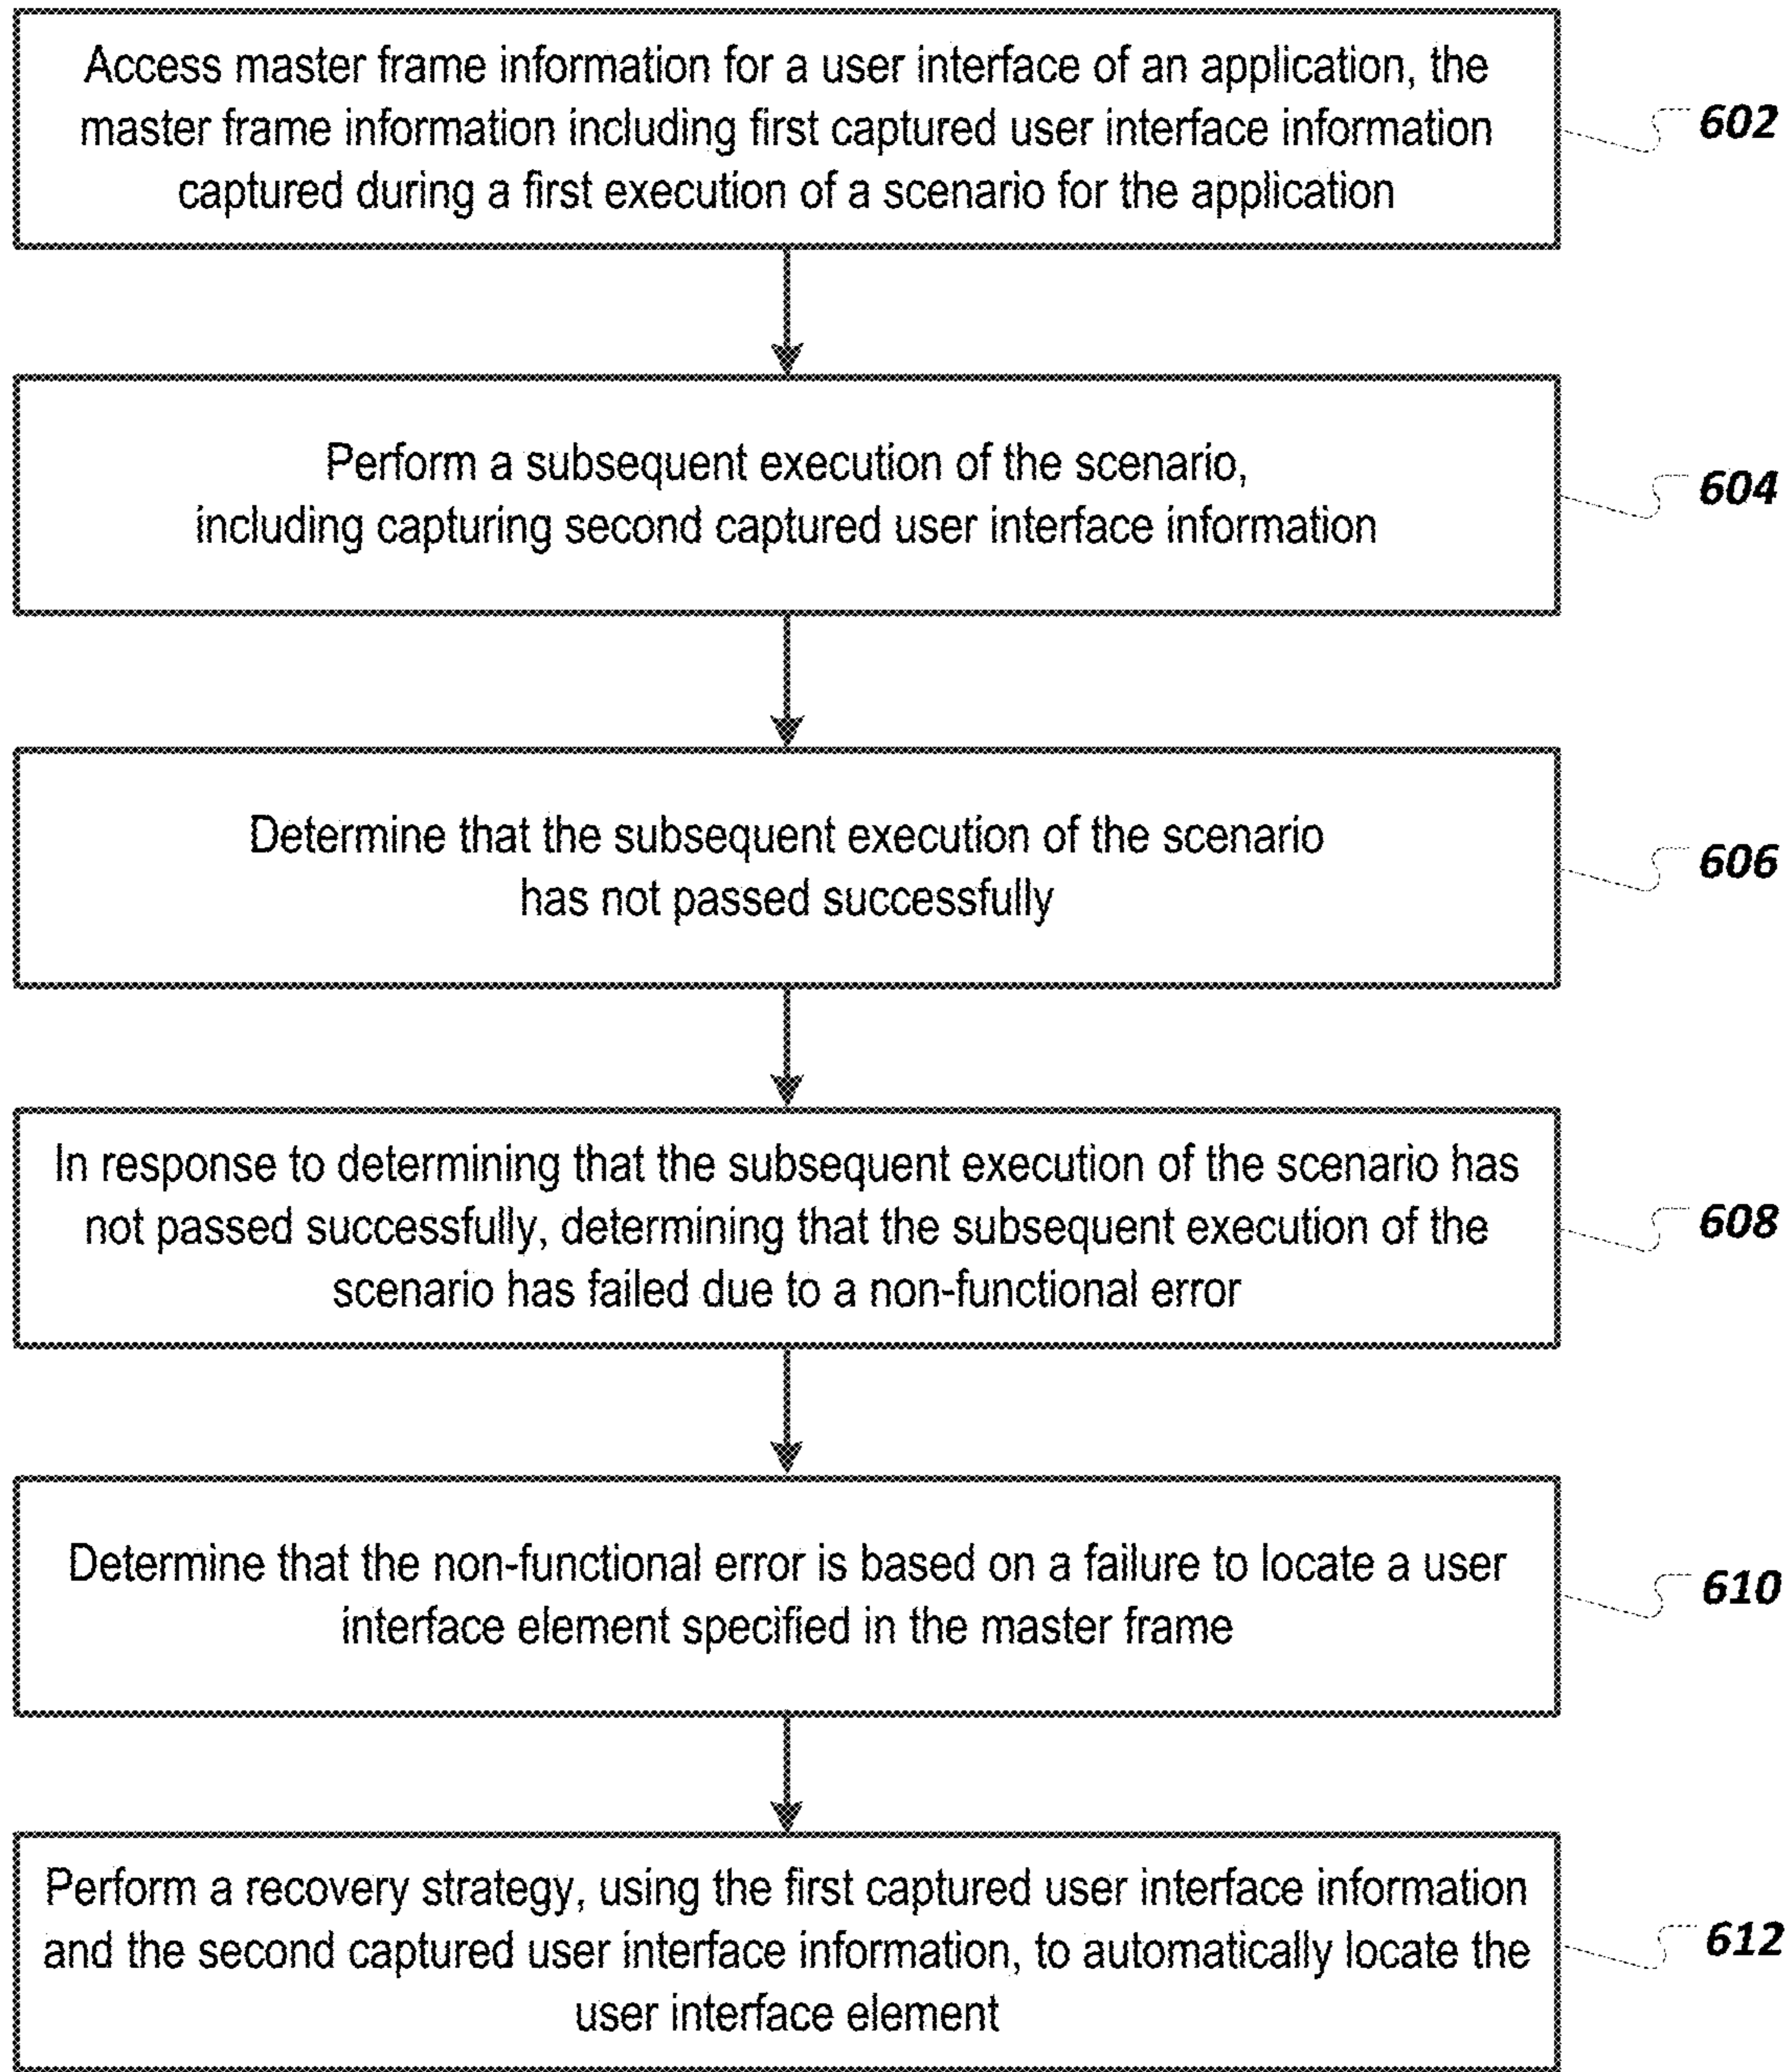 Access master frame information for a user interface of an application, the
master frame information including first captured user interface information
captured during a first execution of a scenario for the application
602
Perform a subsequent execution of the scenario,
including capturing second captured user interface information
604
Determine that the subsequent execution of the scenario
has not passed successfully
606
In response to determining that the subsequent execution of the scenario has
not passed successfully, determining that the subsequent execution of the
scenario has failed due to a non-functional error
608
Determine that the non-functional error is based on a failure to locate a user
interface element specified in the master frame
610
Perform a recovery strategy, using the first captured user interface information
and the second captured user interface information, to automatically locate the
user interface element
612